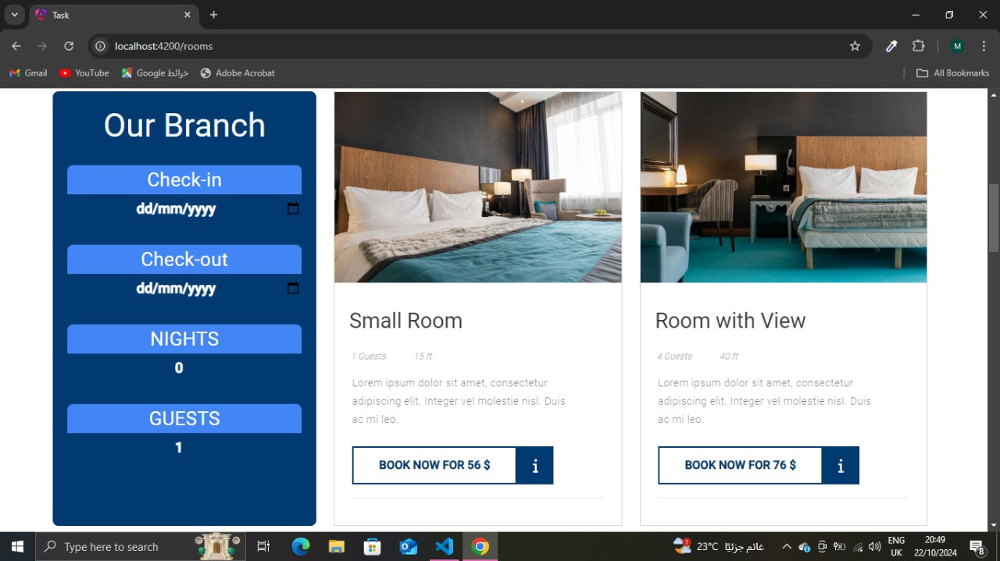 Task
localhost:4200/rooms
M
Gmail
YouTube
خرائط Google
Adobe Acrobat
All Bookmarks
Our Branch
Check-in
dd/mm/yyyy
Check-out
dd/mm/yyyy
NIGHTS
0
GUESTS
1
Small Room
1 Guests 15 ft
Lorem ipsum dolor sit amet, consectetur
adipiscing elit. Integer vel molestie nisl. Duis
ac mi leo.
BOOK NOW FOR 56 $ i
Room with View
4 Guests 40 ft
Lorem ipsum dolor sit amet, consectetur
adipiscing elit. Integer vel molestie nisl. Duis
ac mi leo.
BOOK NOW FOR 76 $ i
Type here to search
1
23°C غائم جزئيًا
ENG
UK
20:49
22/10/2024
8